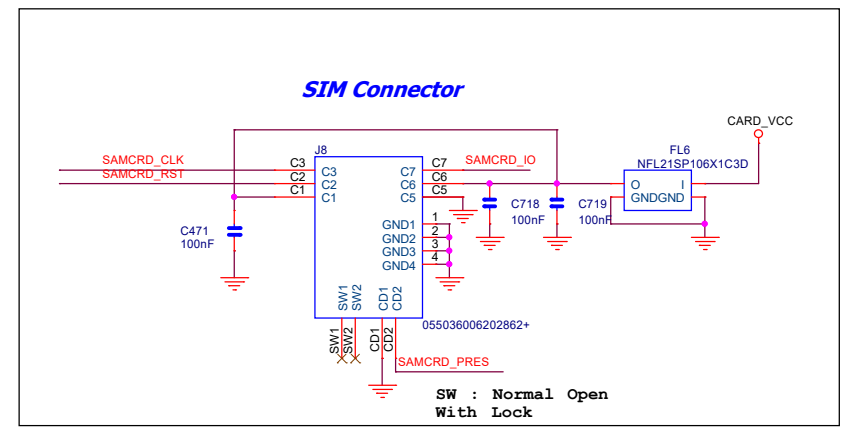 SIM Connector
CARD_VCC
J8
FL6
NFL21SP106X1C3D
SAMCRD_CLK
C3
C3
C7
C7
SAMCRD_IO
SAMCRD_RST
C2
C2
C6
C6
O
I
C1
C1
C5
C5
GNDGND
C471
100nF
C718
100nF
C719
100nF
GND1
1
GND2
2
GND3
3
GND4
4
SW1
SW2
CD1
CD2
SW1
SW2
CD1
CD2
055036006202862+
SAMCRD_PRES
SW : Normal Open
With Lock